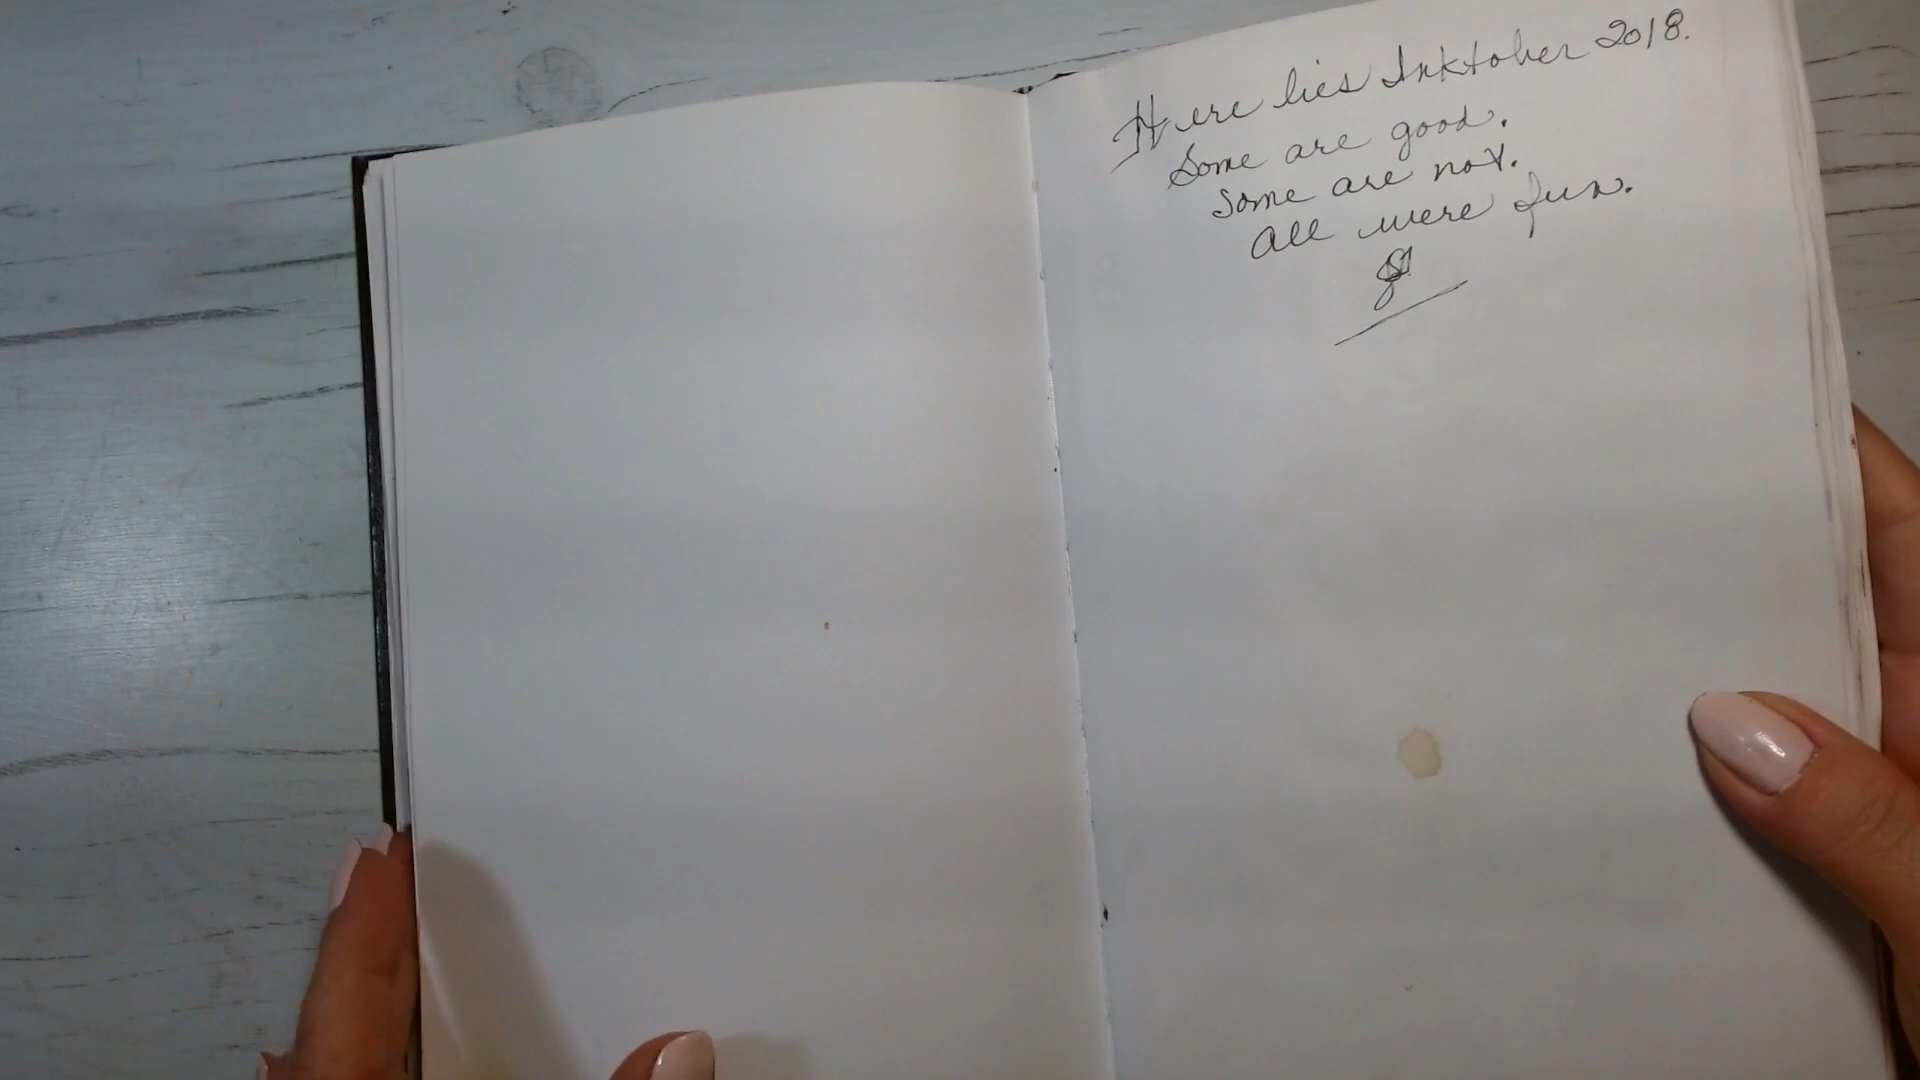 Here lies Inktober 2018.
Some are good.
Some are not.
All were fun.